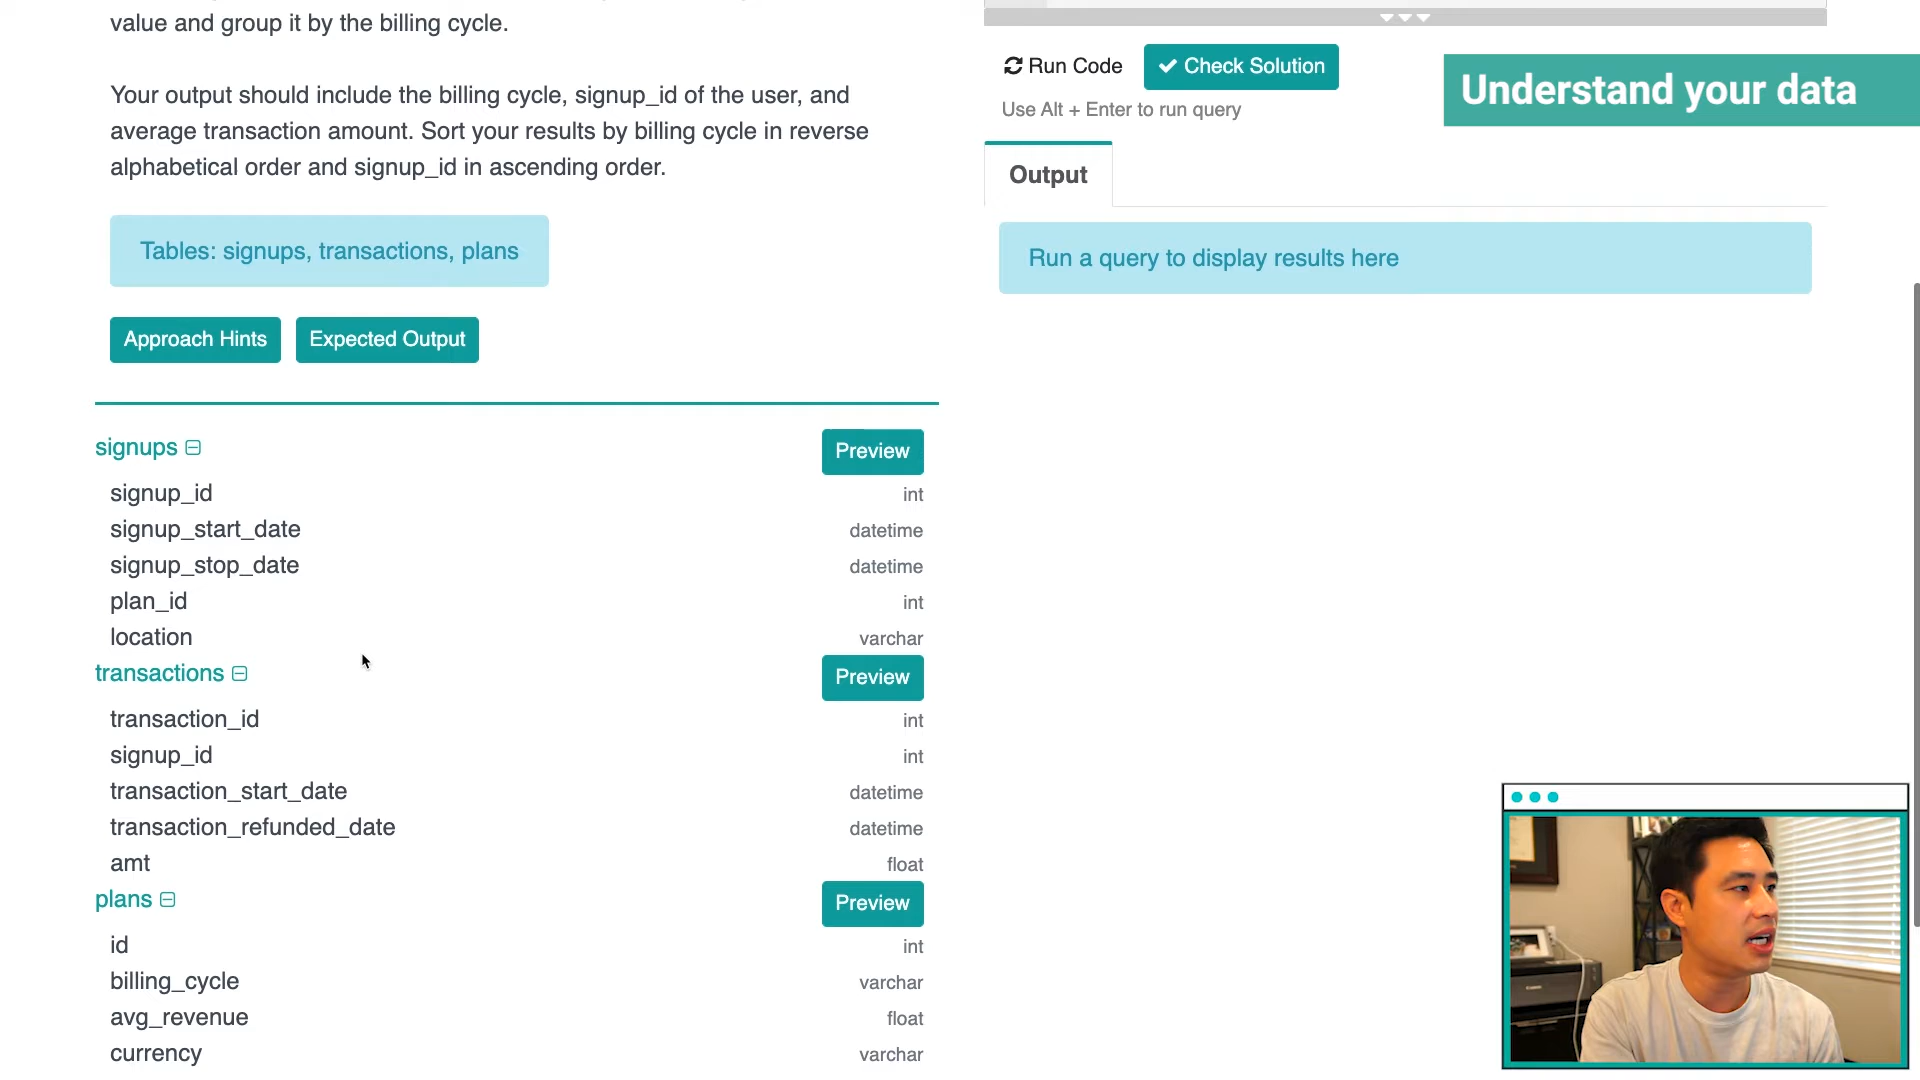 value and group it by the billing cycle.
Your output should include the billing cycle, signup_id of the user, and
average transaction amount. Sort your results by billing cycle in reverse
alphabetical order and signup_id in ascending order.
Tables: signups, transactions, plans
Approach Hints
Expected Output
signups
Preview
signup_id int
signup_start_date datetime
signup_stop_date datetime
plan_id int
location varchar
transactions
Preview
transaction_id int
signup_id int
transaction_start_date datetime
transaction_refunded_date datetime
amt float
plans
Preview
id int
billing_cycle varchar
avg_revenue float
currency varchar
Run Code
Check Solution
Use Alt + Enter to run query
Understand your data
Output
Run a query to display results here